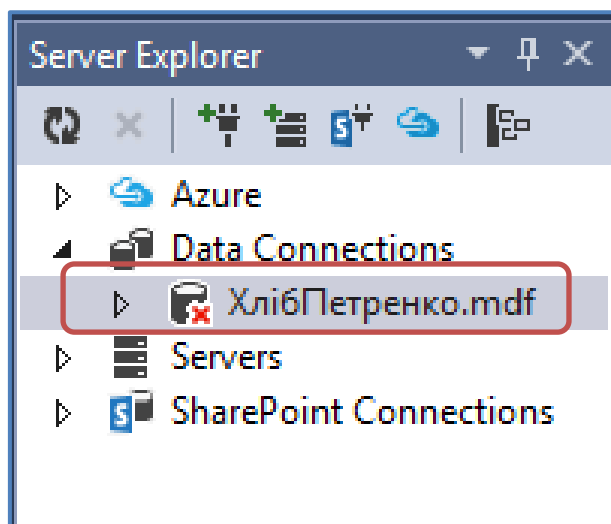 Server Explorer
Azure
Data Connections
ХлібПетренко.mdf
Servers
SharePoint Connections